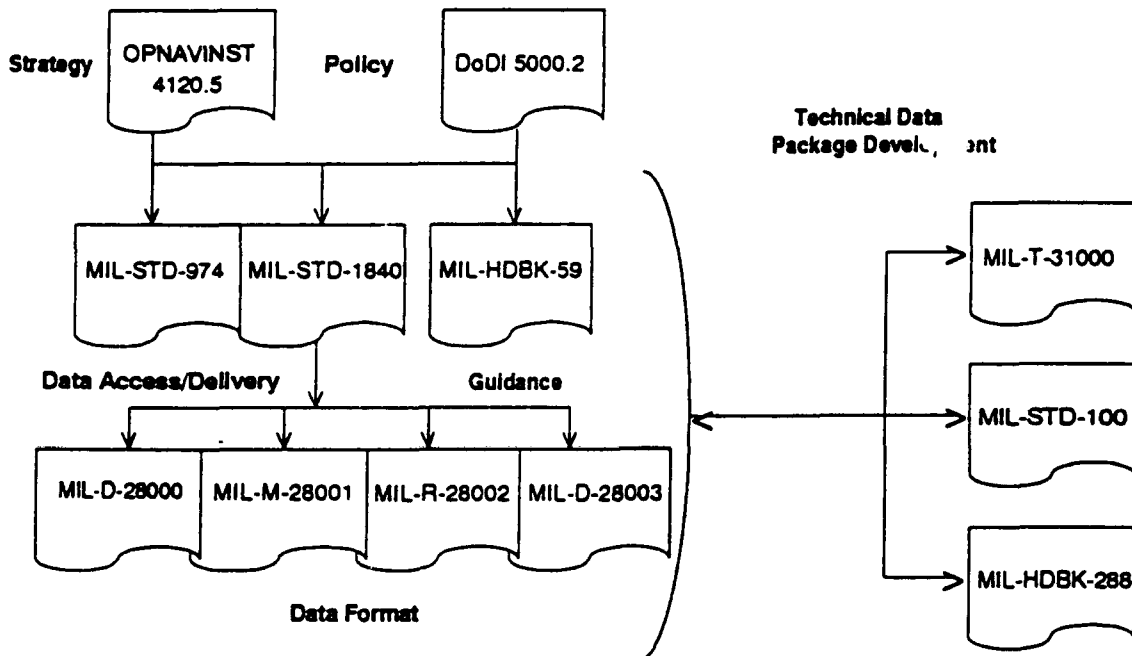 Strategy
OPNAVINST
4120.5
Policy
DoDI 5000.2
Technical Data
Package
MIL-STD-974
MIL-STD-1840
MIL-HDBK-59
MIL-T-31000
Data Access/Delivery
Guidance
MIL-STD-100
MIL-D-28000
MIL-M-28001
MIL-R-28002
MIL-D-28003
MIL-HDBK-288
Data Format